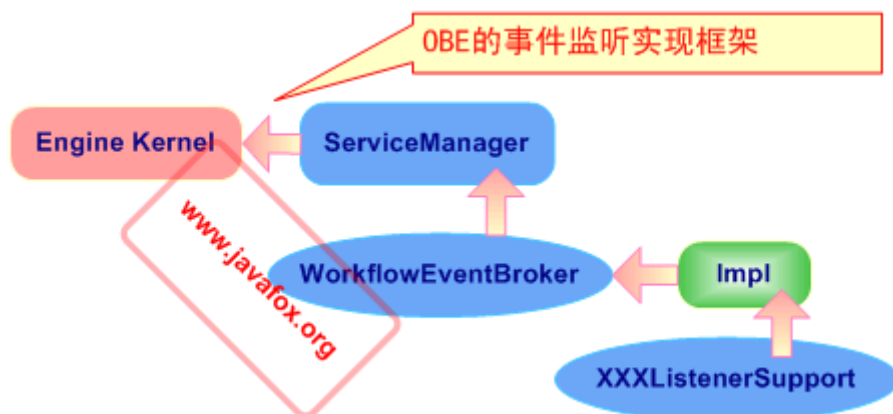 OBE的事件监听实现框架
Engine Kernel
ServiceManager
www.javafox.org
WorkflowEventBroker
Impl
XXXListenerSupport